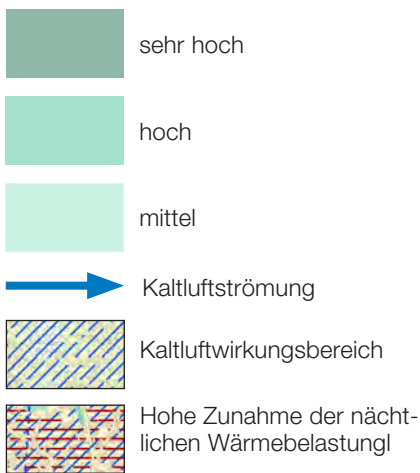 sehr hoch
hoch
mittel
Kaltluftströmung
Kaltluftwirkungsbereich
Hohe Zunahme der nächt-
lichen Wärmebelastungl